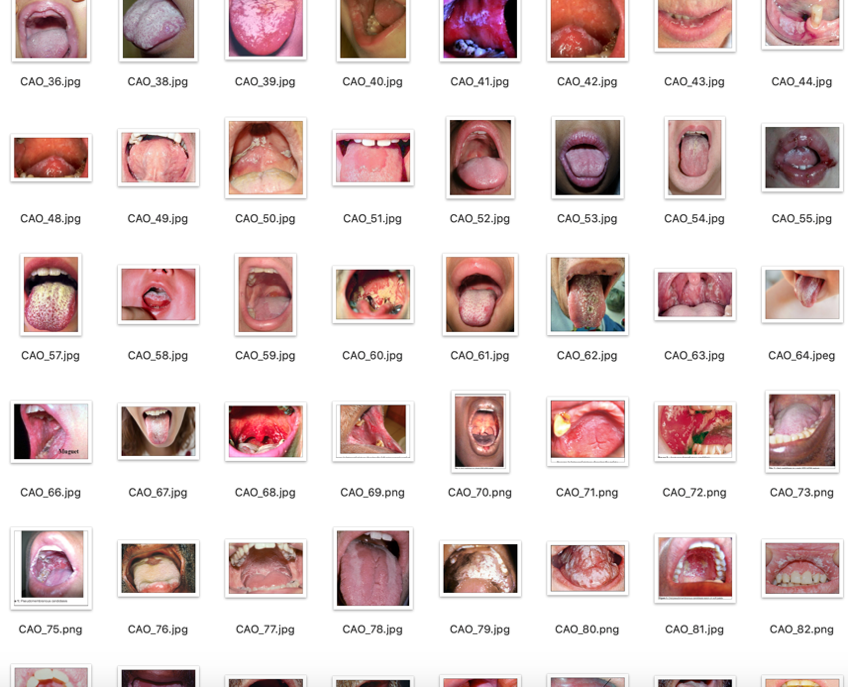 CAO_36.jpg CAO_38.jpg CAO_39.jpg CAO_40.jpg CAO_41.jpg CAO_42.jpg CAO_43.jpg CAO_44.jpg
CAO_48.jpg CAO_49.jpg CAO_50.jpg CAO_51.jpg CAO_52.jpg CAO_53.jpg CAO_54.jpg CAO_55.jpg
CAO_57.jpg CAO_58.jpg CAO_59.jpg CAO_60.jpg CAO_61.jpg CAO_62.jpg CAO_63.jpg CAO_64.jpeg
Muguet
CAO_66.jpg CAO_67.jpg CAO_68.jpg CAO_69.png CAO_70.png CAO_71.png CAO_72.png CAO_73.png
CAO_75.png CAO_76.jpg CAO_77.jpg CAO_78.jpg CAO_79.jpg CAO_80.png CAO_81.jpg CAO_82.png